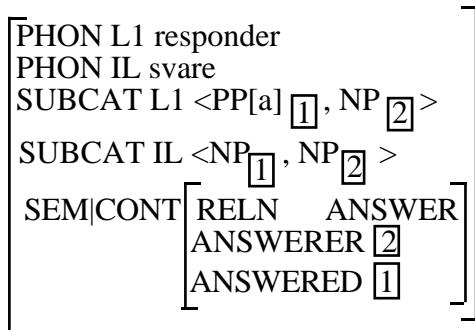 PHON L1 responder
PHON IL svare
SUBCAT L1 <PP[a] 1 , NP 2 >
SUBCAT IL <NP 1 , NP 2 >
SEM|CONT RELN ANSWER
ANSWERER 2
ANSWERED 1